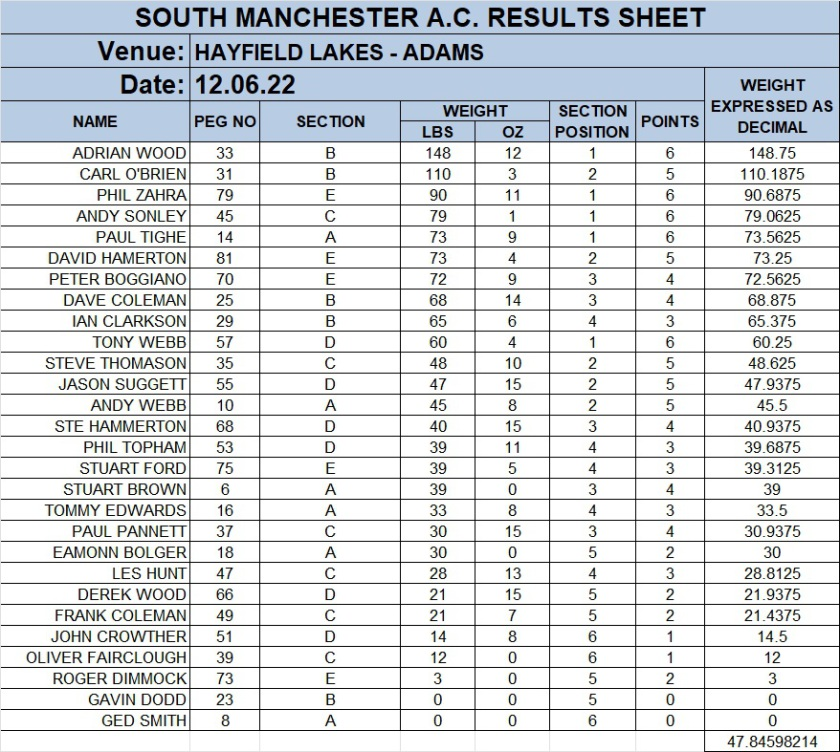 SOUTH MANCHESTER A.C. RESULTS SHEET
Venue: HAYFIELD LAKES - ADAMS
Date: 12.06.22
NAME PEG NO SECTION WEIGHT LBS OZ SECTION POSITION POINTS WEIGHT EXPRESSED AS DECIMAL
ADRIAN WOOD 33 B 148 12 1 6 148.75
CARL O'BRIEN 31 B 110 3 2 5 110.1875
PHIL ZAHRA 79 E 90 11 1 6 90.6875
ANDY SONLEY 45 C 79 1 1 6 79.0625
PAUL TIGHE 14 A 73 9 1 6 73.5625
DAVID HAMERTON 81 E 73 4 2 5 73.25
PETER BOGGIANO 70 E 72 9 3 4 72.5625
DAVE COLEMAN 25 B 68 14 3 4 68.875
IAN CLARKSON 29 B 65 6 4 3 65.375
TONY WEBB 57 D 60 4 1 6 60.25
STEVE THOMASON 35 C 48 10 2 5 48.625
JASON SUGGETT 55 D 47 15 2 5 47.9375
ANDY WEBB 10 A 45 8 2 5 45.5
STE HAMMERTON 68 D 40 15 3 4 40.9375
PHIL TOPHAM 53 D 39 11 4 3 39.6875
STUART FORD 75 E 39 5 4 3 39.3125
STUART BROWN 6 A 39 0 3 4 39
TOMMY EDWARDS 16 A 33 8 4 3 33.5
PAUL PANNETT 37 C 30 15 3 4 30.9375
EAMONN BOLGER 18 A 30 0 5 2 30
LES HUNT 47 C 28 13 4 3 28.8125
DEREK WOOD 66 D 21 15 5 2 21.9375
FRANK COLEMAN 49 C 21 7 5 2 21.4375
JOHN CROWTHER 51 D 14 8 6 1 14.5
OLIVER FAIRCLOUGH 39 C 12 0 6 1 12
ROGER DIMMOCK 73 E 3 0 5 2 3
GAVIN DODD 23 B 0 0 5 0 0
GED SMITH 8 A 0 0 6 0 0
47.84598214